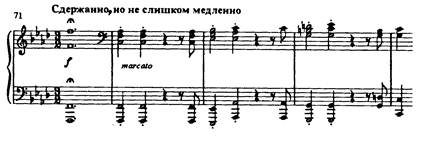 Сдержанно, но не слишком медленно
71
f
marcato